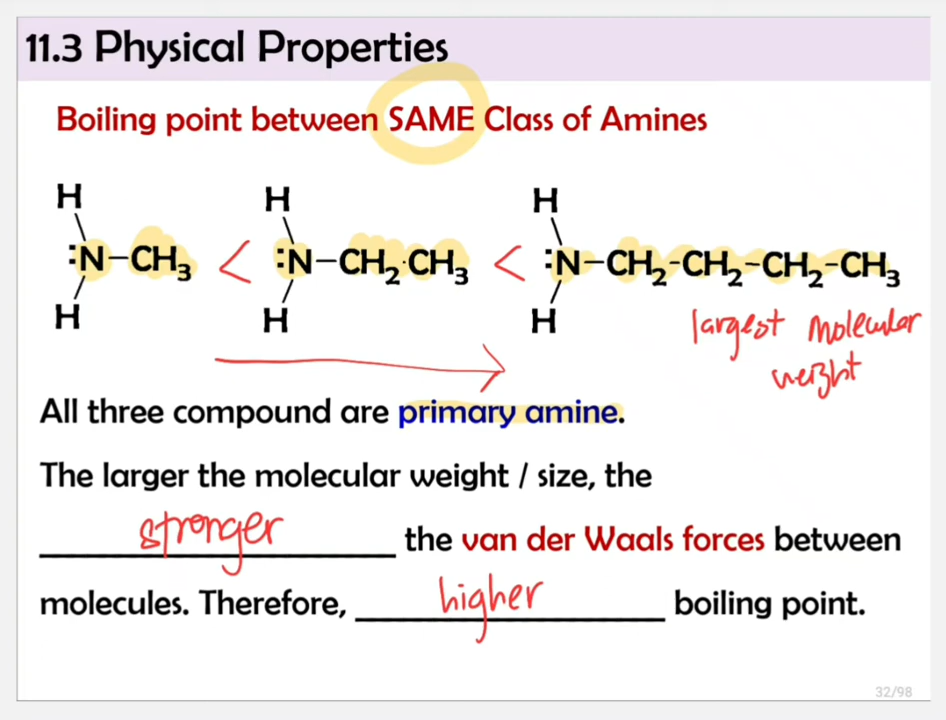 11.3 Physical Properties
Boiling point between SAME Class of Amines
H H H
:N–CH₃ < :N–CH₂·CH₃ < :N–CH₂–CH₂–CH₂–CH₃
H H H
largest molecular
weight
All three compound are primary amine.
The larger the molecular weight / size, the
stronger the van der Waals forces between
molecules. Therefore, higher boiling point.
32/98